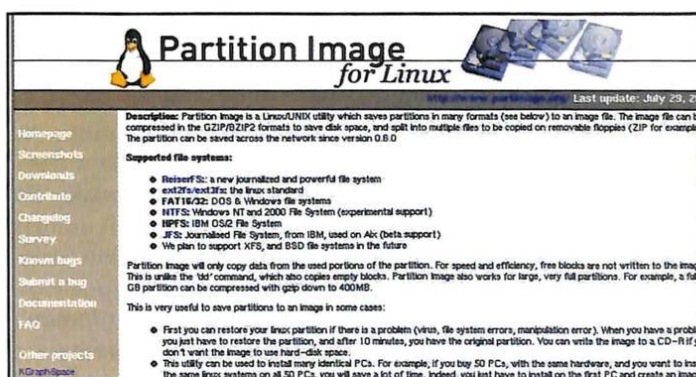 Partition Image
for Linux
http://www.partimage.org/ Last update: July 29, 2
Homepage
Screenshots
Downloads
Contribute
Changelog
Survey
Known bugs
Submit a bug
Documentation
FAQ
Other projects
KGraphSpace
Description: Partition Image is a Linux/UNIX utility which saves partitions in many formats (see below) to an image file. The image file can b
compressed in the GZIP/BZIP2 formats to save disk space, and split into multiple files to be copied on removable floppies (ZIP for example
The partition can be saved across the network since version 0.6.0
Supported file systems:
ReiserFS: a new journalized and powerful file system
ext2fs/ext3fs: the linux standard
FAT16/32: DOS & Windows file systems
NTFS: Windows NT and 2000 File System (experimental support)
HPFS: IBM OS/2 File System
JFS: Journalised File System, from IBM, used on Aix (beta support)
We plan to support XFS, and BSD file systems in the future
Partition Image will only copy data from the used portions of the partition. For speed and efficiency, free blocks are not written to the imag
This is unlike the 'dd' command, which also copies empty blocks. Partition Image also works for large, very full partitions. For example, a full
GB partition can be compressed with gzip down to 400MB.
This is very useful to save partitions to an image in some cases:
First you can restore your linux partition if there is a problem (virus, file system errors, manipulation error). When you have a probl
you just have to restore the partition, and after 10 minutes, you have the original partition. You can write the image to a CD-R if y
don't want the image to use hard-disk space.
This utility can be used to install many identical PCs. For example, if you buy 50 PCs, with the same hardware, and you want to ins
the same linux systems on all 50 PCs, you will save a lot of time. Indeed, you just have to install on the first PC and create an imag